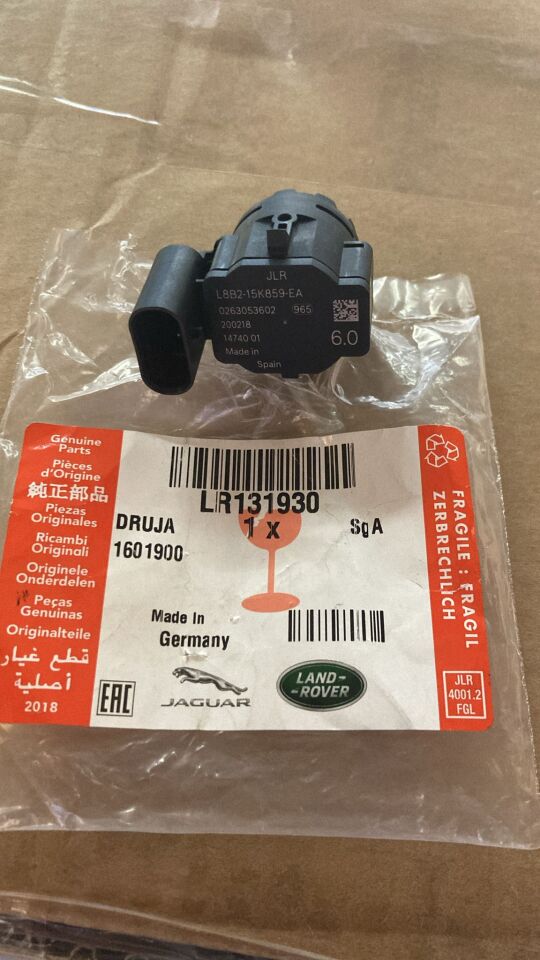 JLR
L8B2-15K859-EA
0263053602 965
200218
14740 01 6.0
Made in
Spain
Genuine
Parts
Pièces
d'Origine
純正部品
Piezas
Originales
Ricambi
Originali
Originele
Onderdelen
Peças
Genuinas
Originalteile
قطع غيار
أصلية
2018
LR131930
DRUJA 1 x SgA
1601900
Made In
Germany
EAC
JAGUAR
LAND-
-ROVER
FRAGILE : FRAGIL
ZERBRECHLICH
JLR
4001.2
FGL